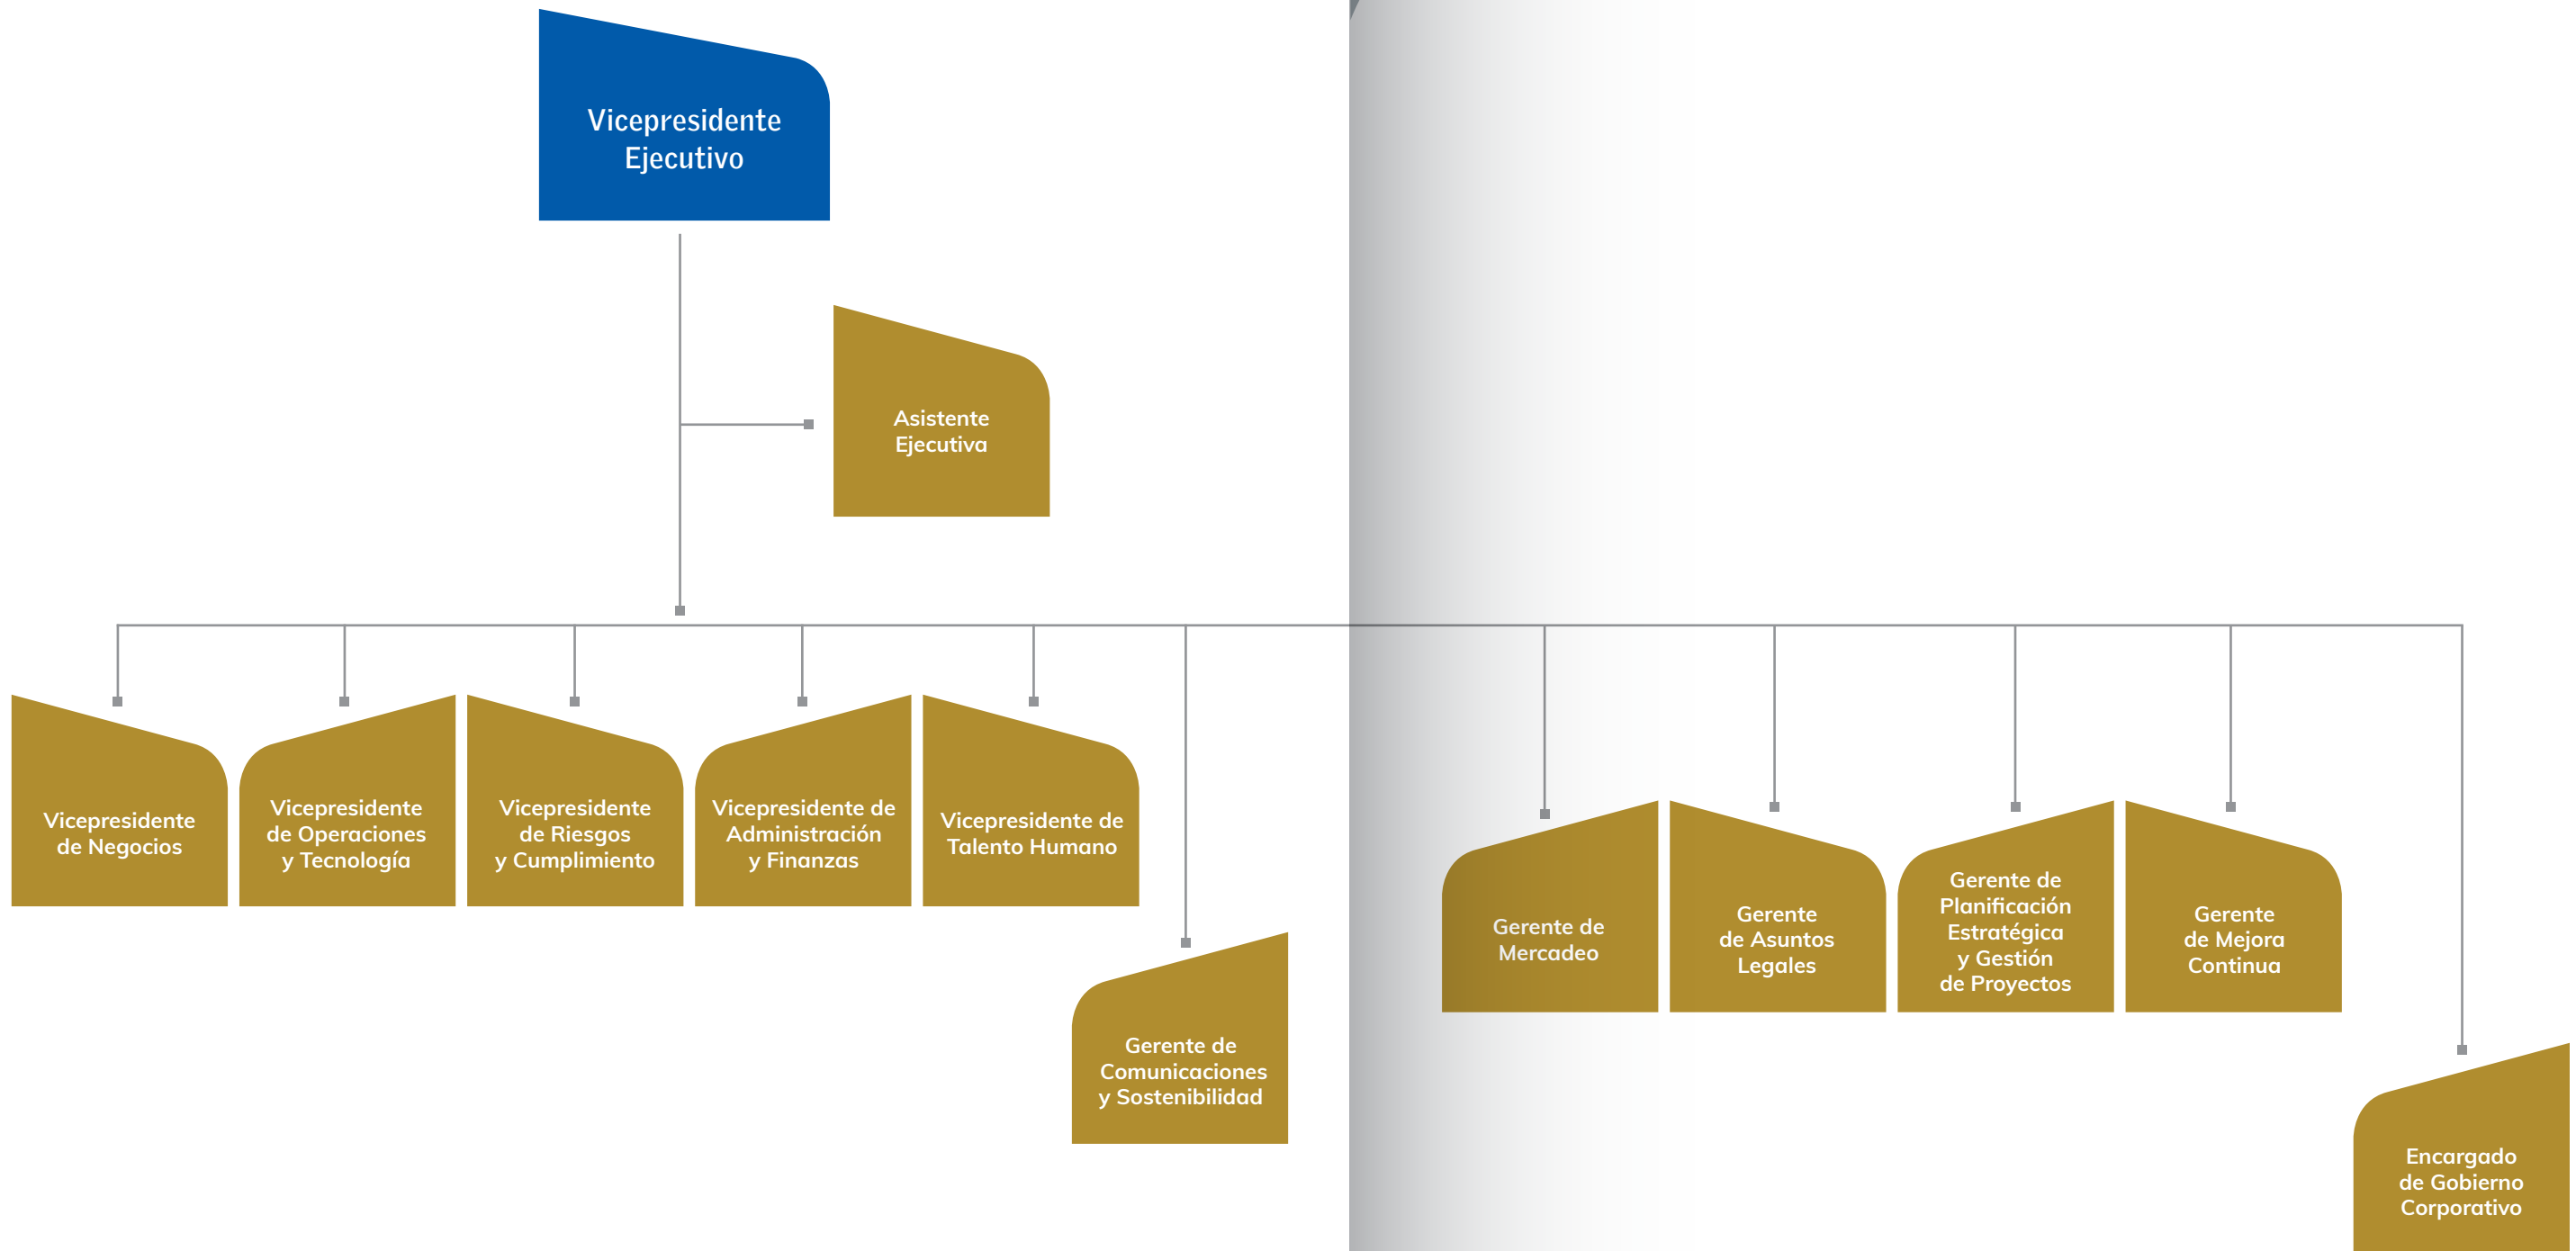 Vicepresidente
Ejecutivo
Asistente
Ejecutiva
Vicepresidente
de Negocios
Vicepresidente
de Operaciones
y Tecnología
Vicepresidente
de Riesgos
y Cumplimiento
Vicepresidente de
Administración
y Finanzas
Vicepresidente de
Talento Humano
Gerente de
Comunicaciones
y Sostenibilidad
Gerente de
Mercadeo
Gerente
de Asuntos
Legales
Gerente de
Planificación
Estratégica
y Gestión
de Proyectos
Gerente
de Mejora
Continua
Encargado
de Gobierno
Corporativo